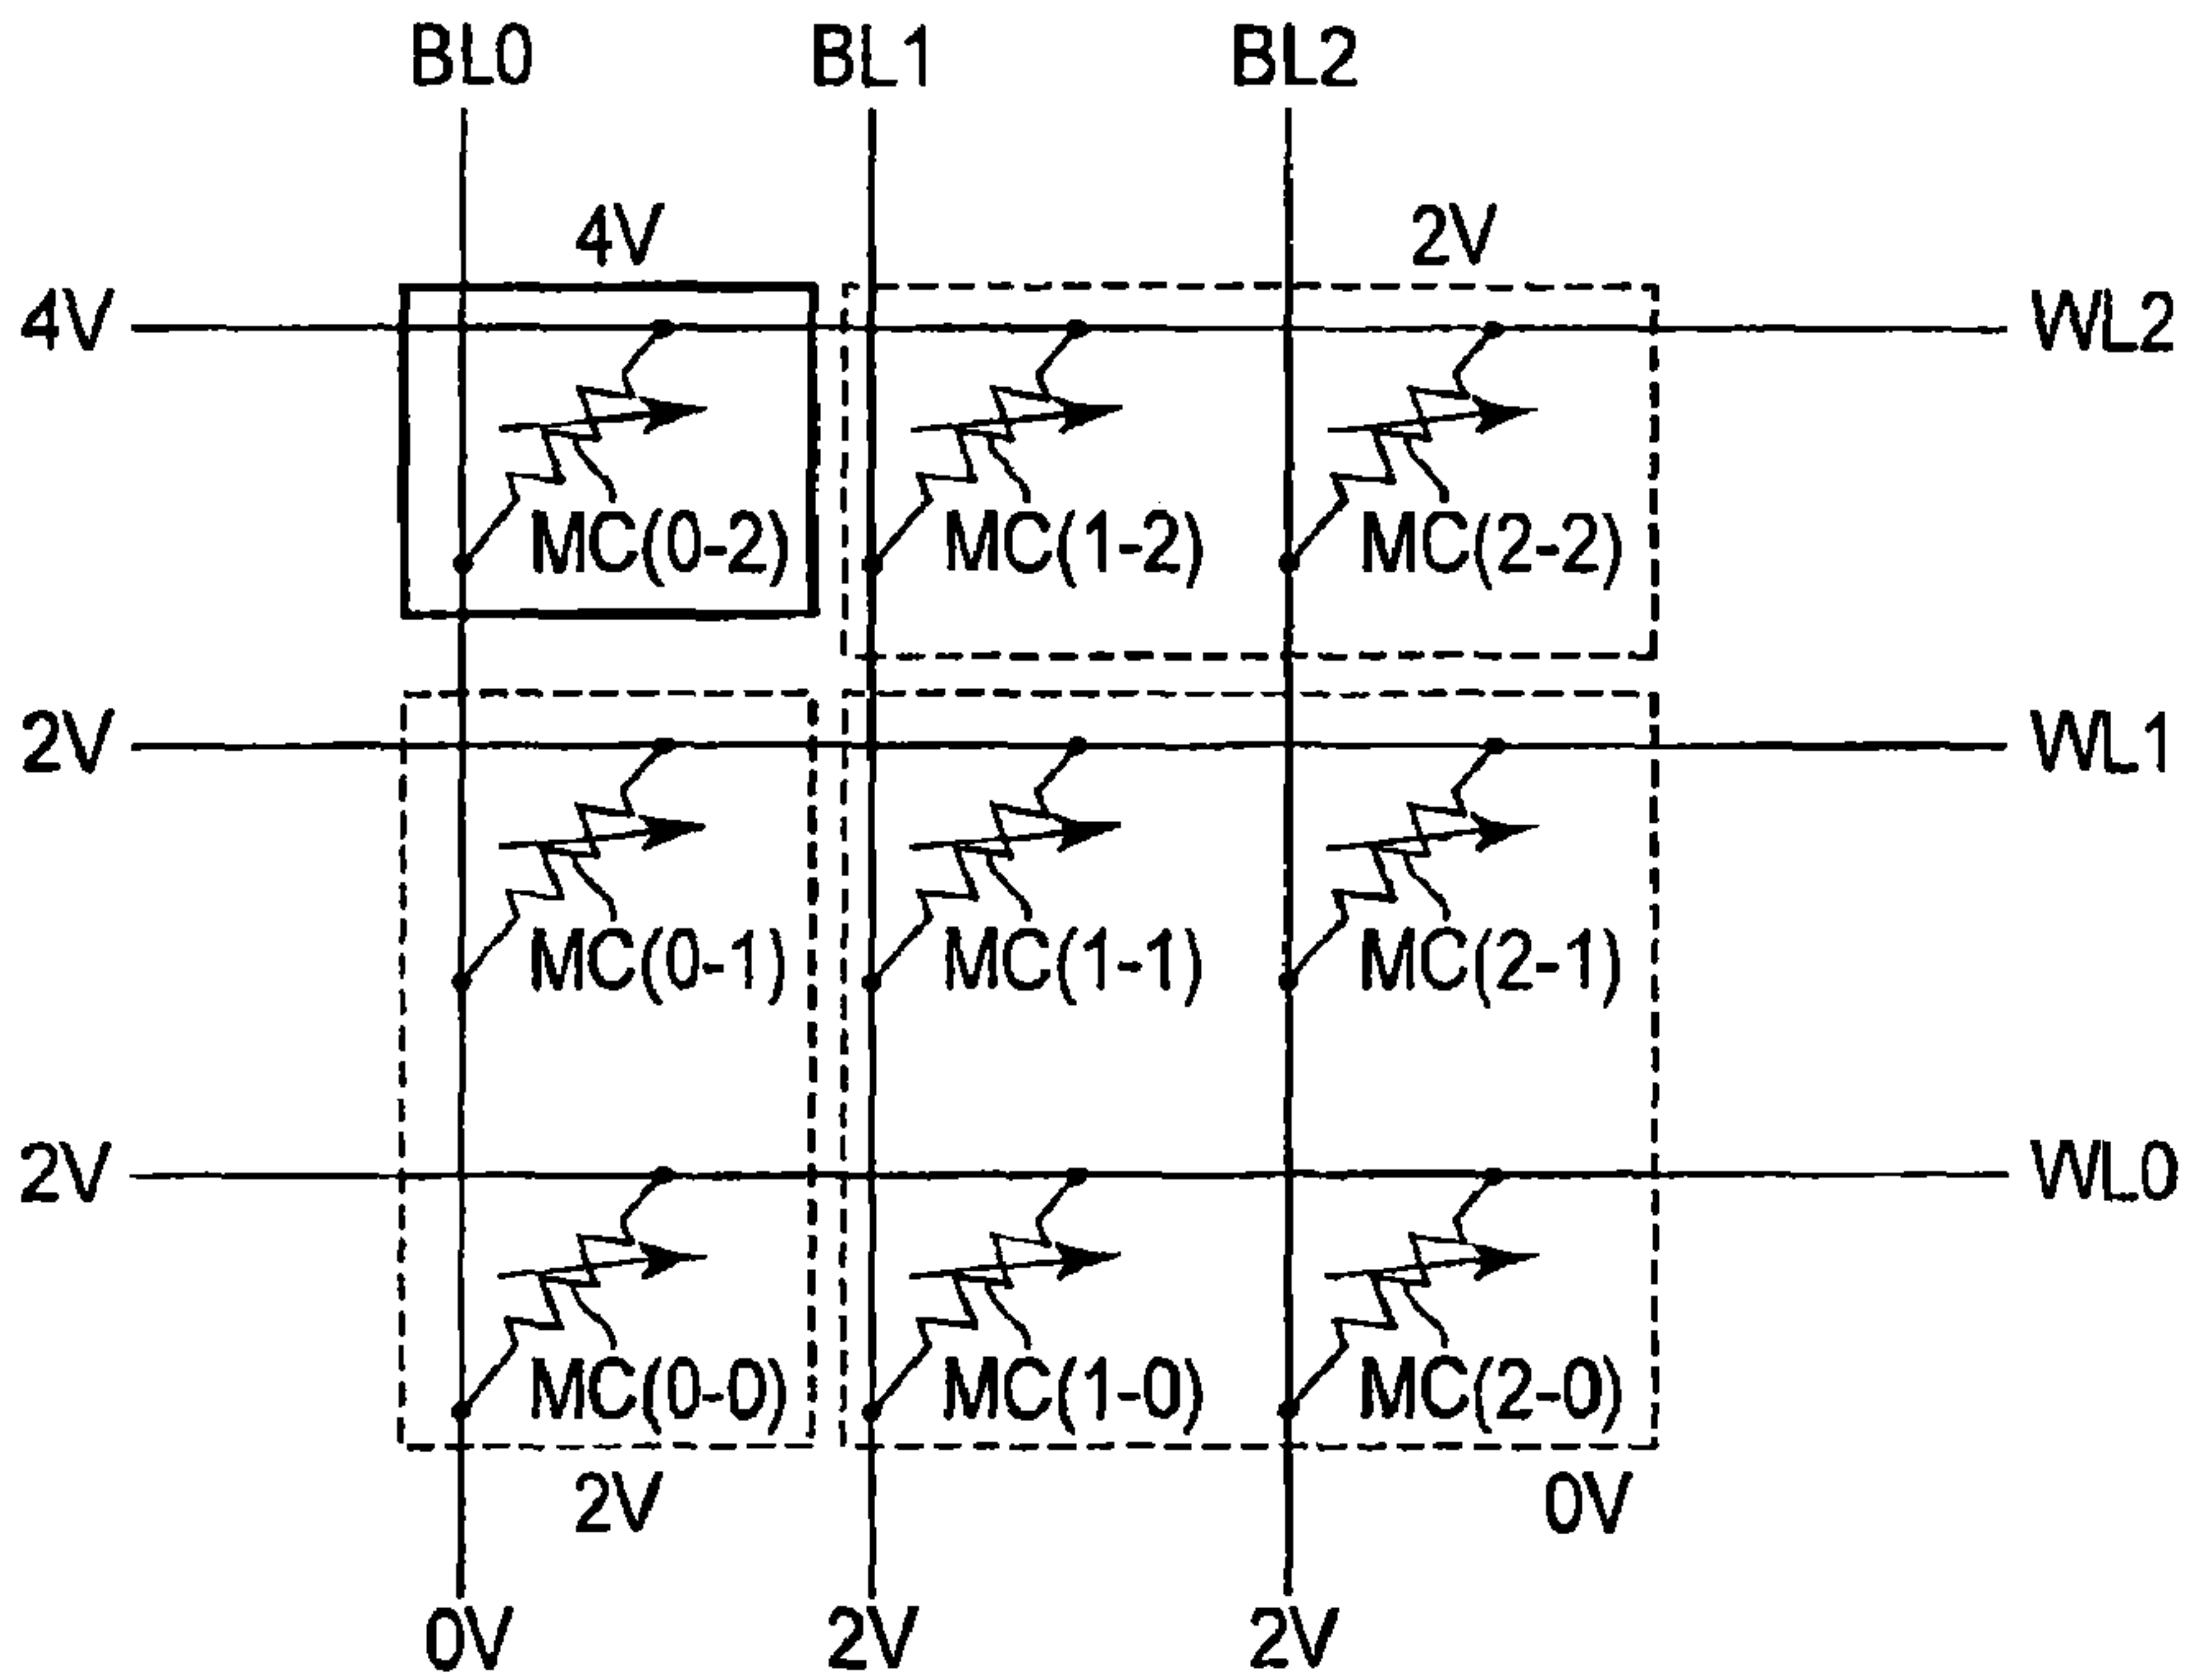 BL0 BL1 BL2
4V 2V
4V WL2
MC(0-2) MC(1-2) MC(2-2)
2V WL1
MC(0-1) MC(1-1) MC(2-1)
2V WL0
MC(0-0) MC(1-0) MC(2-0)
2V 0V
0V 2V 2V